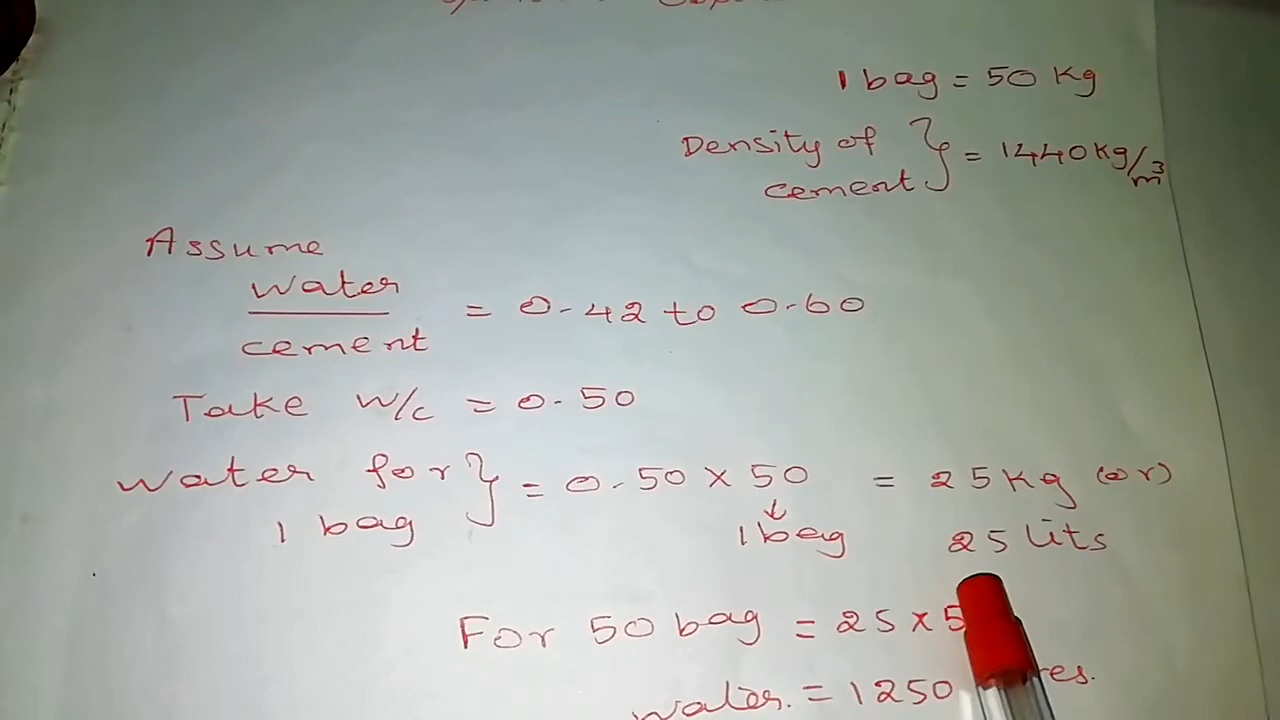 1 bag = 50 Kg
Density of } = 1440 Kg/m³
cement
Assume
Water
cement = 0.42 to 0.60
Take W/c = 0.50
Water for } = 0.50 x 50 = 25 Kg (or)
1 bag 1 bag 25 Lits
For 50 bag = 25 x 5
Water. = 1250 res.